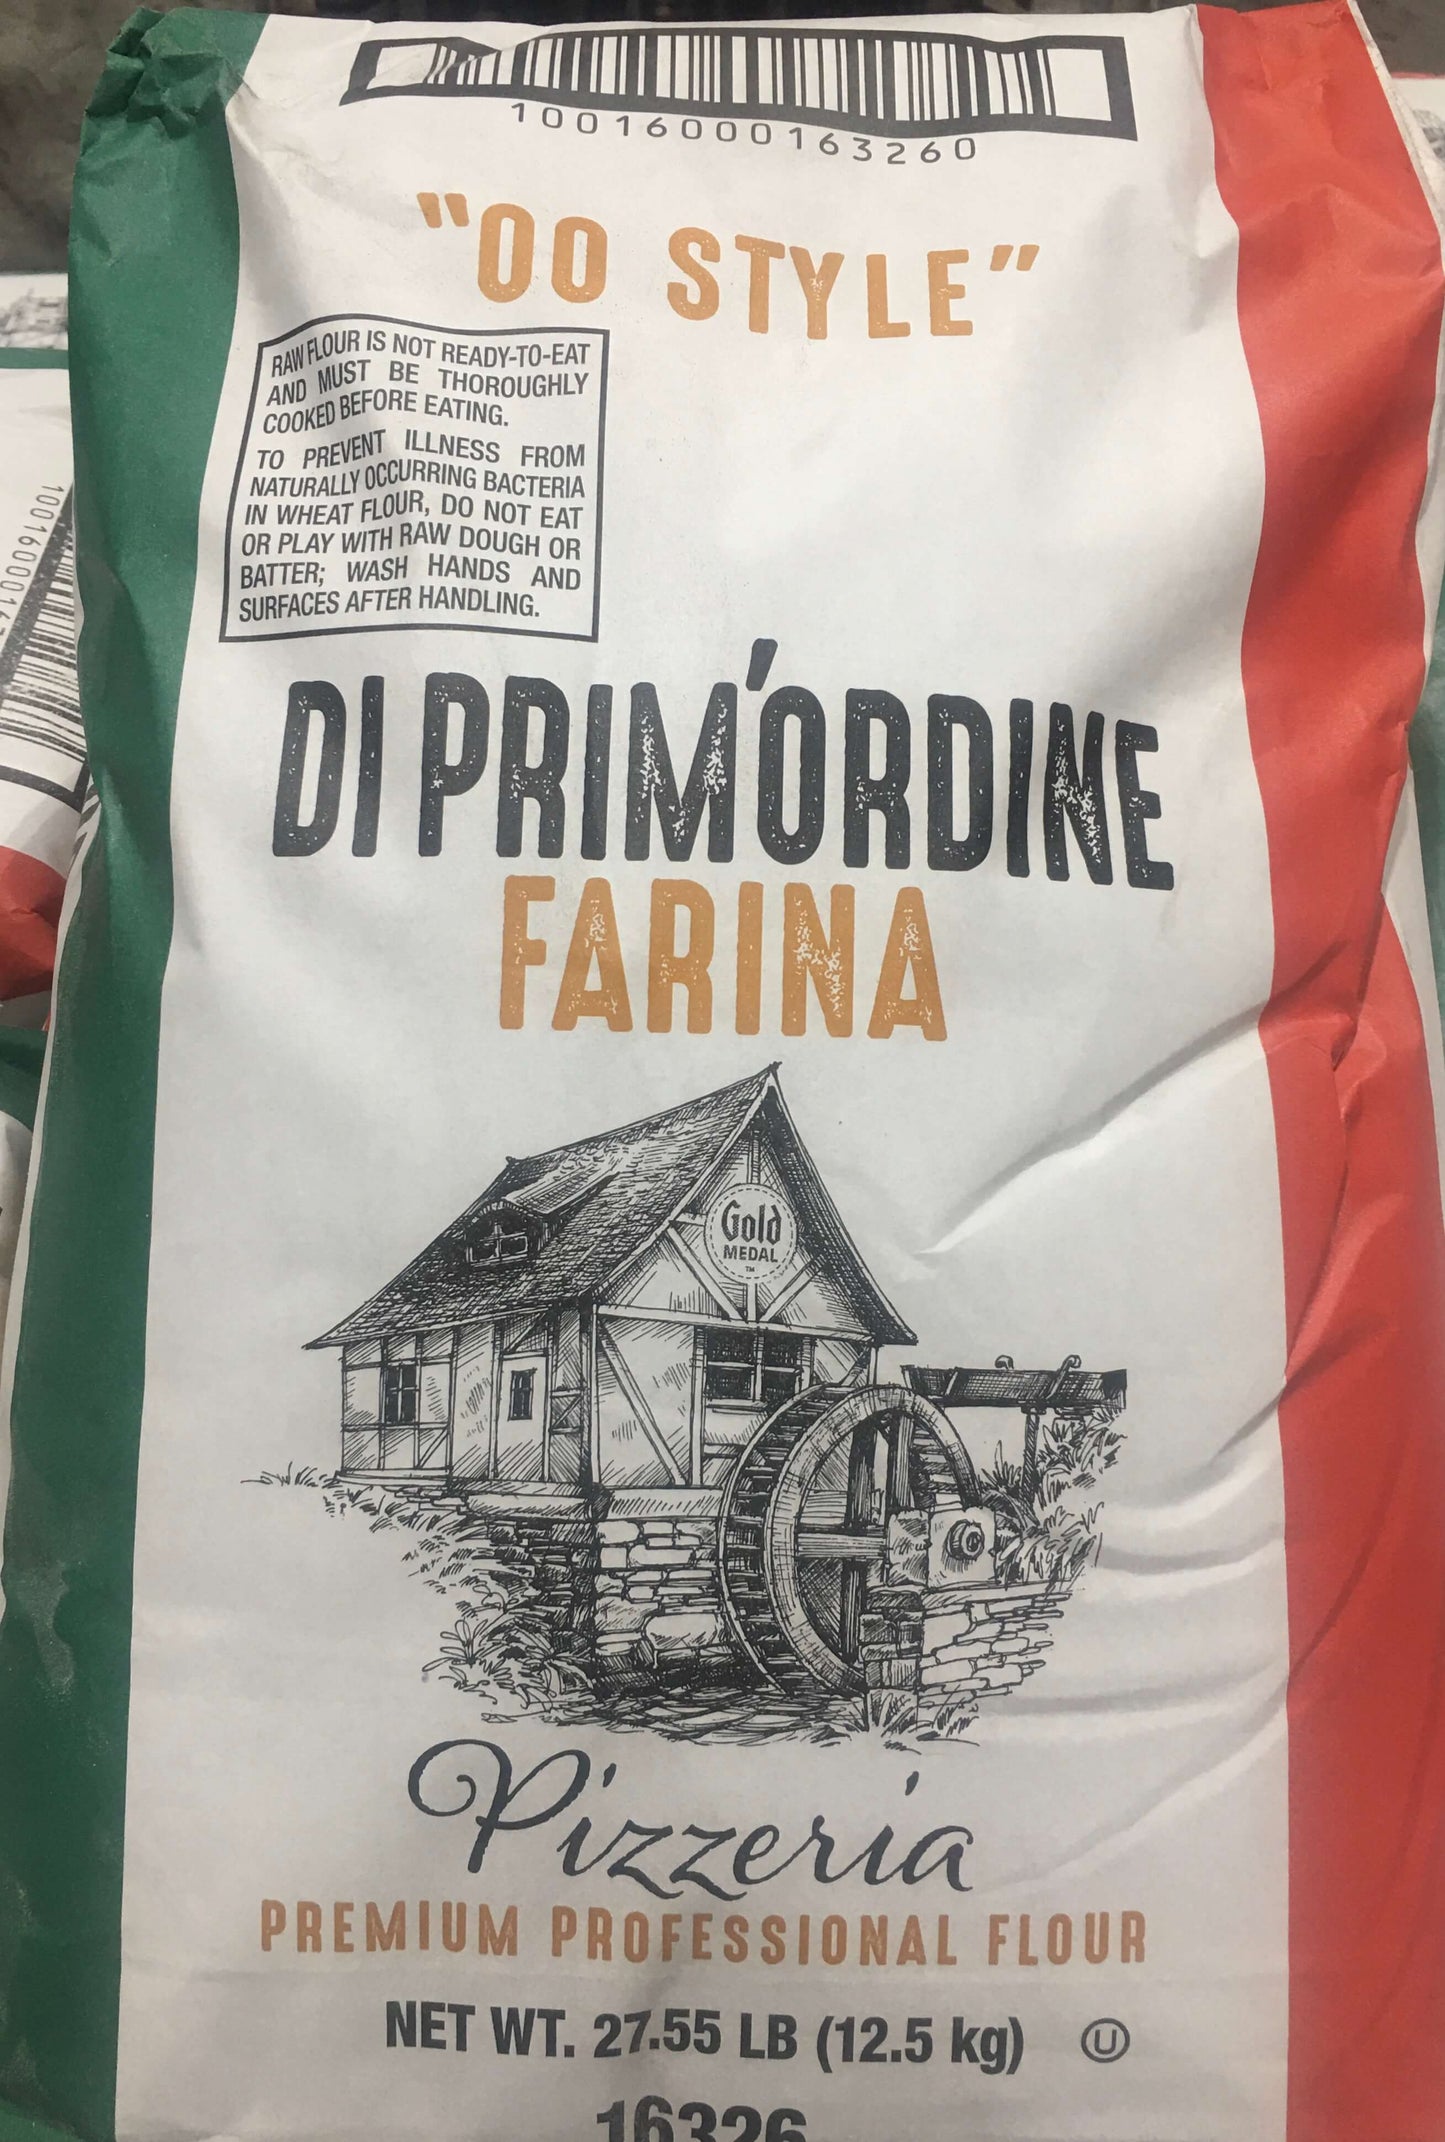 10016000163260
"00 STYLE"
RAW FLOUR IS NOT READY-TO-EAT
AND MUST BE THOROUGHLY
COOKED BEFORE EATING.
TO PREVENT ILLNESS FROM
NATURALLY OCCURRING BACTERIA
IN WHEAT FLOUR, DO NOT EAT
OR PLAY WITH RAW DOUGH OR
BATTER; WASH HANDS AND
SURFACES AFTER HANDLING.
DI PRIM'ORDINE
FARINA
Gold
MEDAL
TM
Pizzeria
PREMIUM PROFESSIONAL FLOUR
NET WT. 27.55 LB (12.5 kg) U
16326